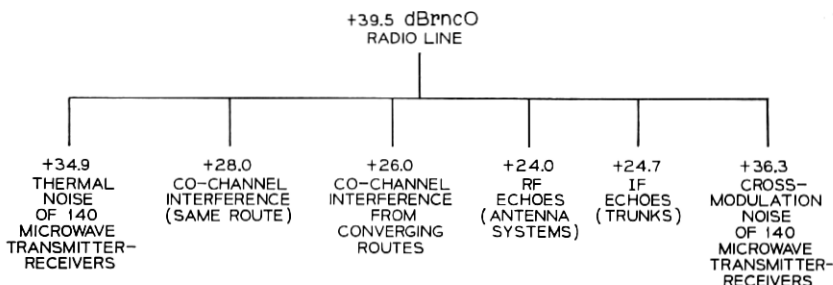 +39.5 dBrncO
RADIO LINE
+34.9
THERMAL
NOISE
OF 140
MICROWAVE
TRANSMITTER-
RECEIVERS
+28.0
CO-CHANNEL
INTERFERENCE
(SAME ROUTE)
+26.0
CO-CHANNEL
INTERFERENCE
FROM
CONVERGING
ROUTES
+24.0
RF
ECHOES
(ANTENNA
SYSTEMS)
+24.7
IF
ECHOES
(TRUNKS)
+36.3
CROSS-
MODULATION
NOISE
OF 140
MICROWAVE
TRANSMITTER-
RECEIVERS